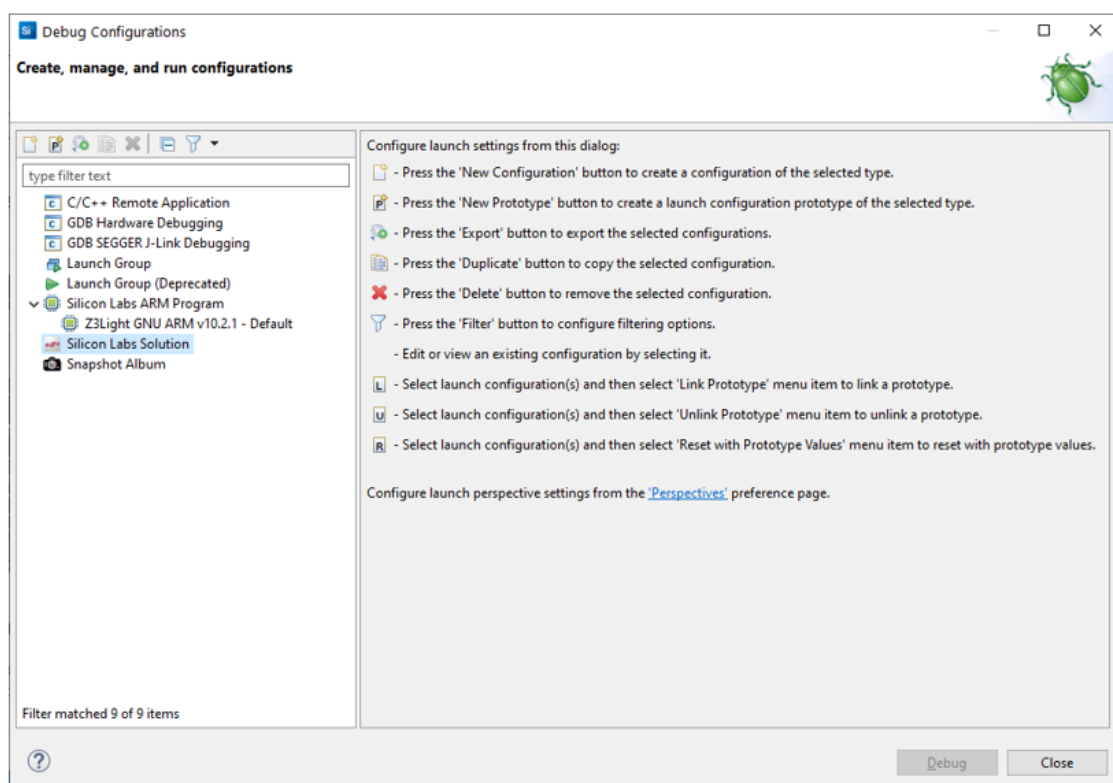 Si Debug Configurations
Create, manage, and run configurations
type filter text
C/C++ Remote Application
GDB Hardware Debugging
GDB SEGGER J-Link Debugging
Launch Group
Launch Group (Deprecated)
Silicon Labs ARM Program
Z3Light GNU ARM v10.2.1 - Default
Silicon Labs Solution
Snapshot Album
Filter matched 9 of 9 items
Configure launch settings from this dialog:
- Press the 'New Configuration' button to create a configuration of the selected type.
P - Press the 'New Prototype' button to create a launch configuration prototype of the selected type.
- Press the 'Export' button to export the selected configurations.
- Press the 'Duplicate' button to copy the selected configuration.
- Press the 'Delete' button to remove the selected configuration.
- Press the 'Filter' button to configure filtering options.
- Edit or view an existing configuration by selecting it.
L - Select launch configuration(s) and then select 'Link Prototype' menu item to link a prototype.
U - Select launch configuration(s) and then select 'Unlink Prototype' menu item to unlink a prototype.
R - Select launch configuration(s) and then select 'Reset with Prototype Values' menu item to reset with prototype values.
Configure launch perspective settings from the 'Perspectives' preference page.
?
Debug
Close